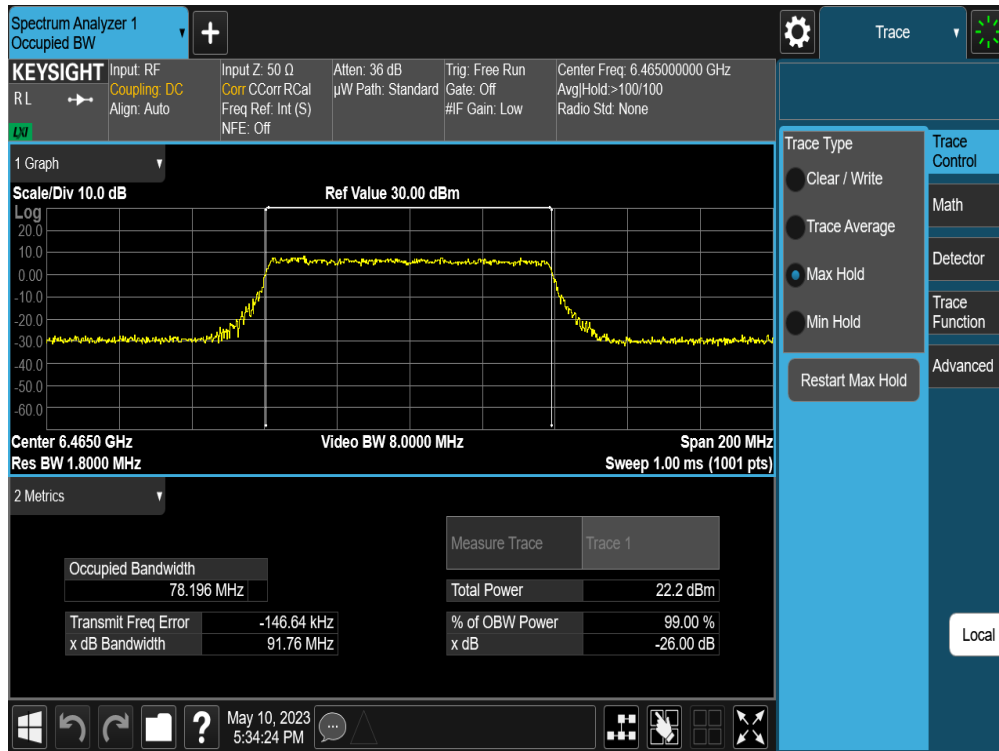 Spectrum Analyzer 1
Occupied BW
+
Trace
KEYSIGHT
RL
LXI
Input: RF
Coupling: DC
Align: Auto
Input Z: 50 Ω
Corr CCorr RCal
Freq Ref: Int (S)
NFE: Off
Atten: 36 dB
µW Path: Standard
Trig: Free Run
Gate: Off
#IF Gain: Low
Center Freq: 6.465000000 GHz
Avg|Hold:>100/100
Radio Std: None
1 Graph
Scale/Div 10.0 dB
Ref Value 30.00 dBm
Log
20.0
10.0
0.00
-10.0
-20.0
-30.0
-40.0
-50.0
-60.0
Center 6.4650 GHz
Video BW 8.0000 MHz
Span 200 MHz
Res BW 1.8000 MHz
Sweep 1.00 ms (1001 pts)
2 Metrics
Measure Trace
Trace 1
Occupied Bandwidth
78.196 MHz
Total Power
22.2 dBm
Transmit Freq Error
-146.64 kHz
% of OBW Power
99.00 %
x dB Bandwidth
91.76 MHz
x dB
-26.00 dB
Trace Type
Clear / Write
Trace Average
Max Hold
Min Hold
Restart Max Hold
Trace
Control
Math
Detector
Trace
Function
Advanced
Local
?
May 10, 2023
5:34:24 PM